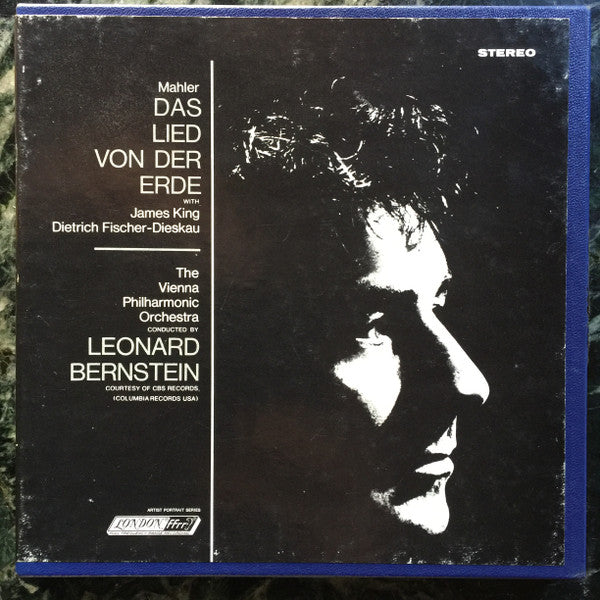 STEREO
Mahler
DAS
LIED
VON DER
ERDE
WITH
James King
Dietrich Fischer-Dieskau
The
Vienna
Philharmonic
Orchestra
CONDUCTED BY
LEONARD
BERNSTEIN
COURTESY OF CBS RECORDS,
(COLUMBIA RECORDS USA)
ARTIST PORTRAIT SERIES
LONDON ffrr